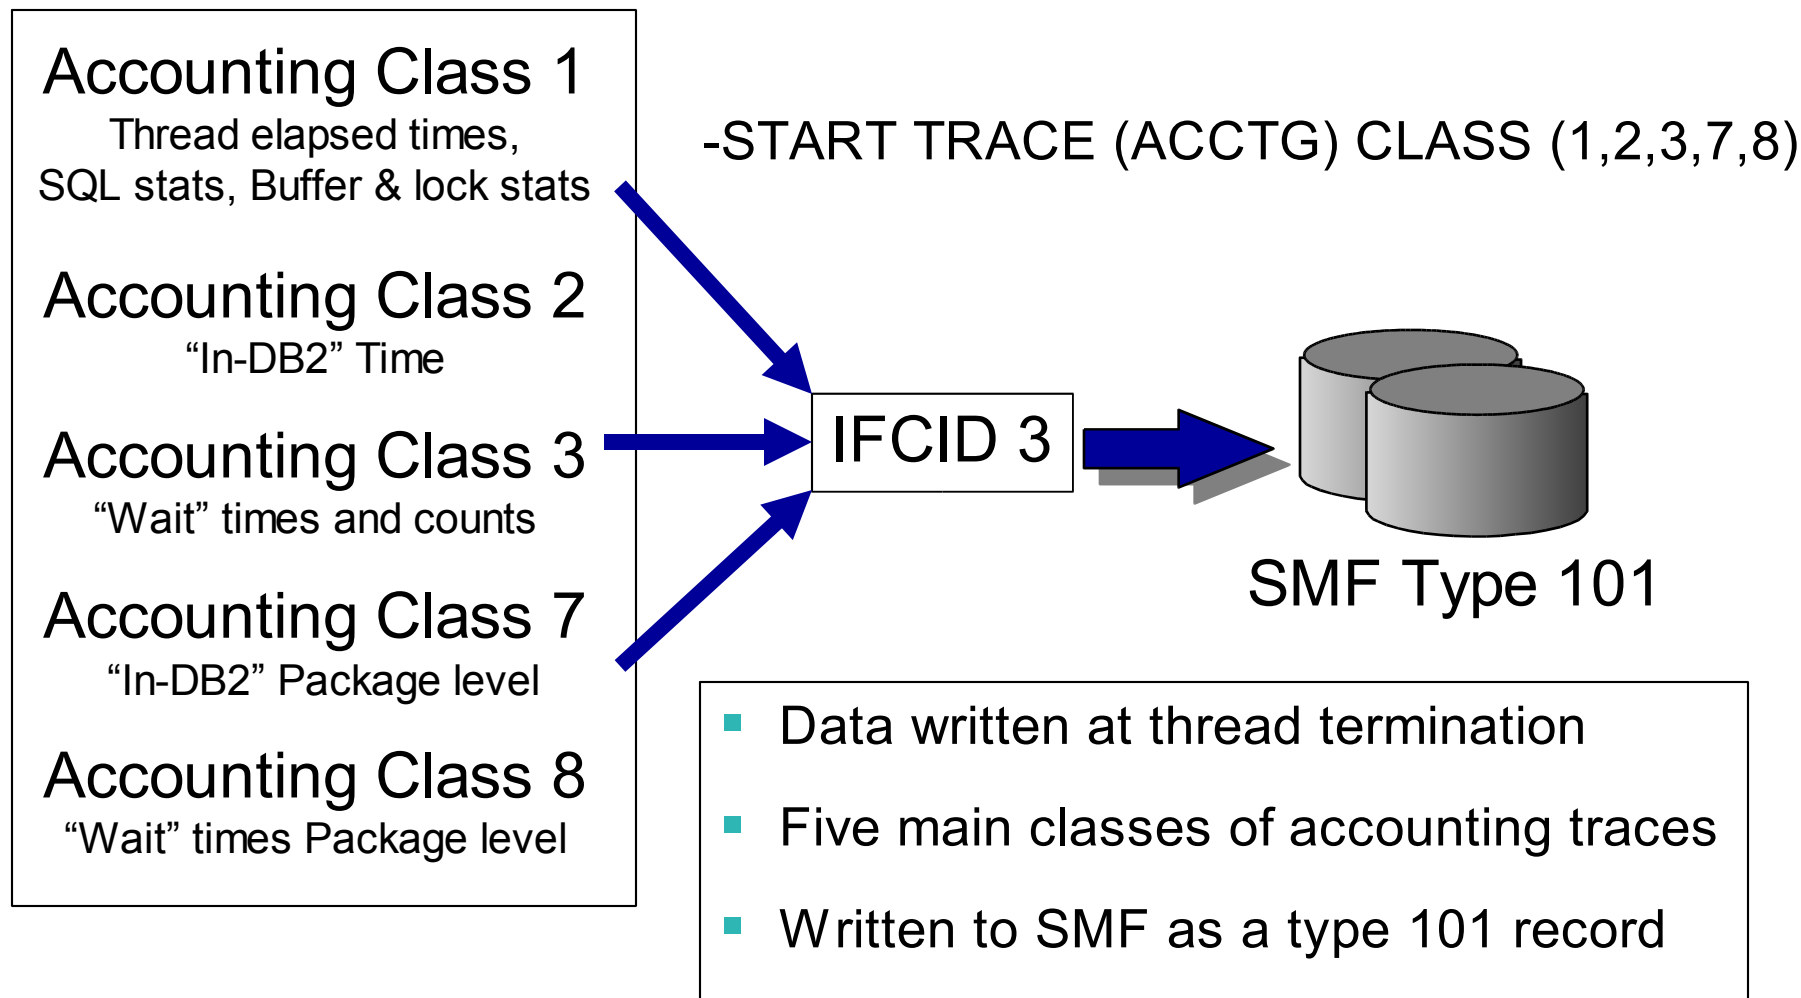 Accounting Class 1
Thread elapsed times,
SQL stats, Buffer & lock stats
Accounting Class 2
“In-DB2” Time
Accounting Class 3
“Wait” times and counts
Accounting Class 7
“In-DB2” Package level
Accounting Class 8
“Wait” times Package level
-START TRACE (ACCTG) CLASS (1,2,3,7,8)
IFCID 3
SMF Type 101
▪ Data written at thread termination
▪ Five main classes of accounting traces
▪ Written to SMF as a type 101 record